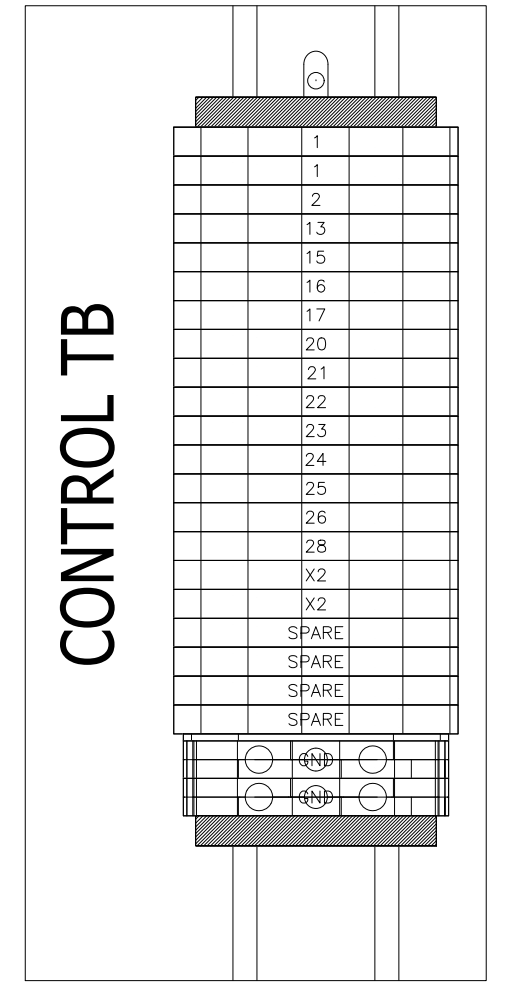 CONTROL TB
1
1
2
13
15
16
17
20
21
22
23
24
25
26
28
X2
X2
SPARE
SPARE
SPARE
SPARE
GND
GND